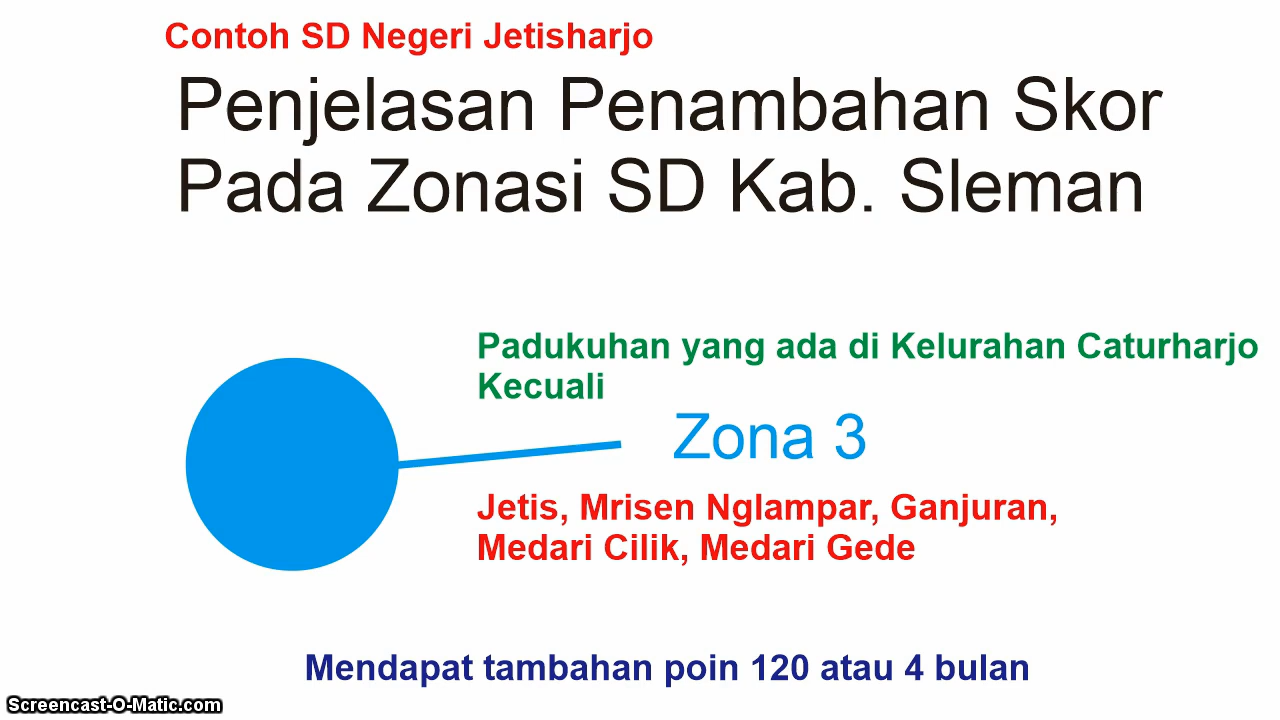 Contoh SD Negeri Jetisharjo
Penjelasan Penambahan Skor
Pada Zonasi SD Kab. Sleman
Padukuhan yang ada di Kelurahan Caturharjo
Kecuali
Zona 3
Jetis, Mrisen Nglampar, Ganjuran,
Medari Cilik, Medari Gede
Mendapat tambahan poin 120 atau 4 bulan
Screencast-O-Matic.com